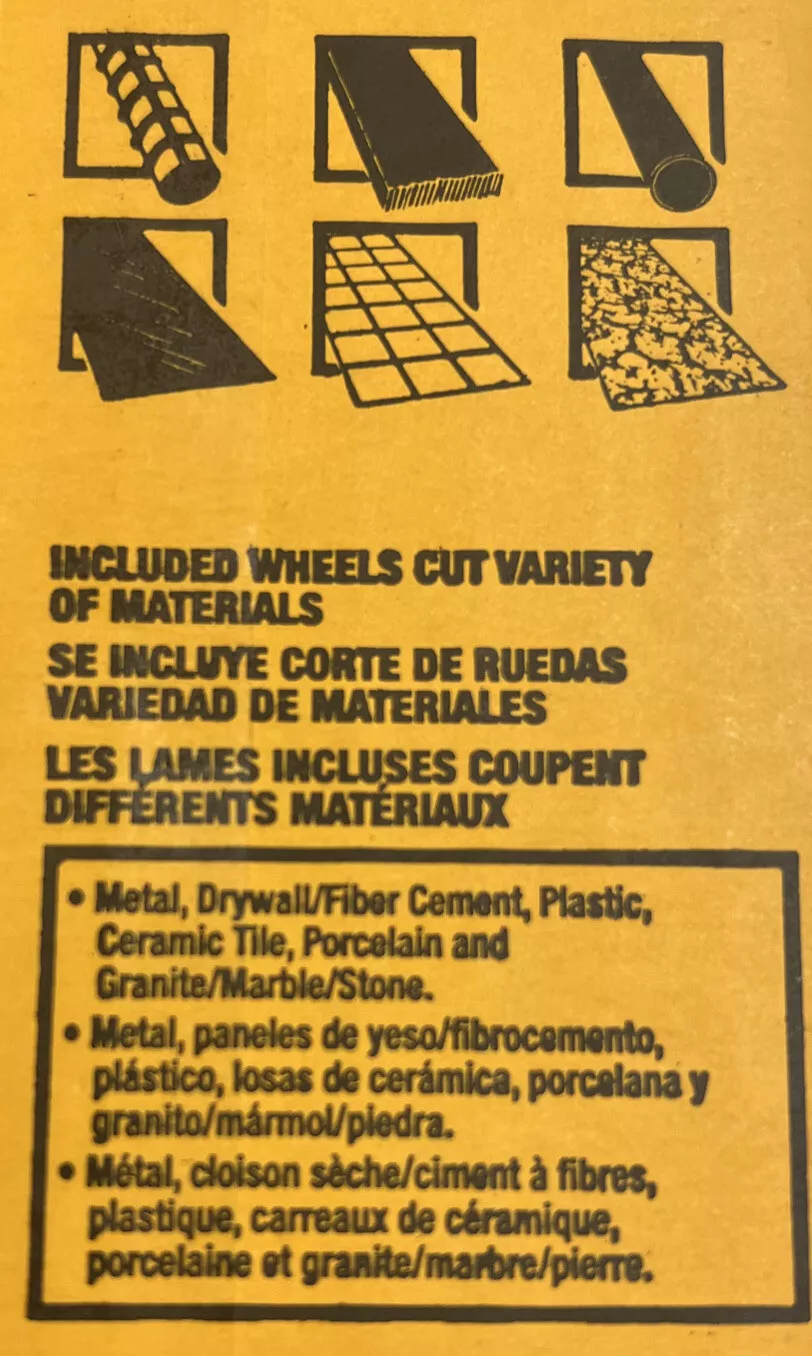 INCLUDED WHEELS CUT VARIETY
OF MATERIALS
SE INCLUYE CORTE DE RUEDAS
VARIEDAD DE MATERIALES
LES LAMES INCLUSES COUPENT
DIFFÉRENTS MATÉRIAUX
• Metal, Drywall/Fiber Cement, Plastic,
Ceramic Tile, Porcelain and
Granite/Marble/Stone.
• Metal, paneles de yeso/fibrocemento,
plástico, losas de cerámica, porcelana y
granito/mármol/piedra.
• Métal, cloison sèche/ciment à fibres,
plastique, carreaux de céramique,
porcelaine et granite/marbre/pierre.